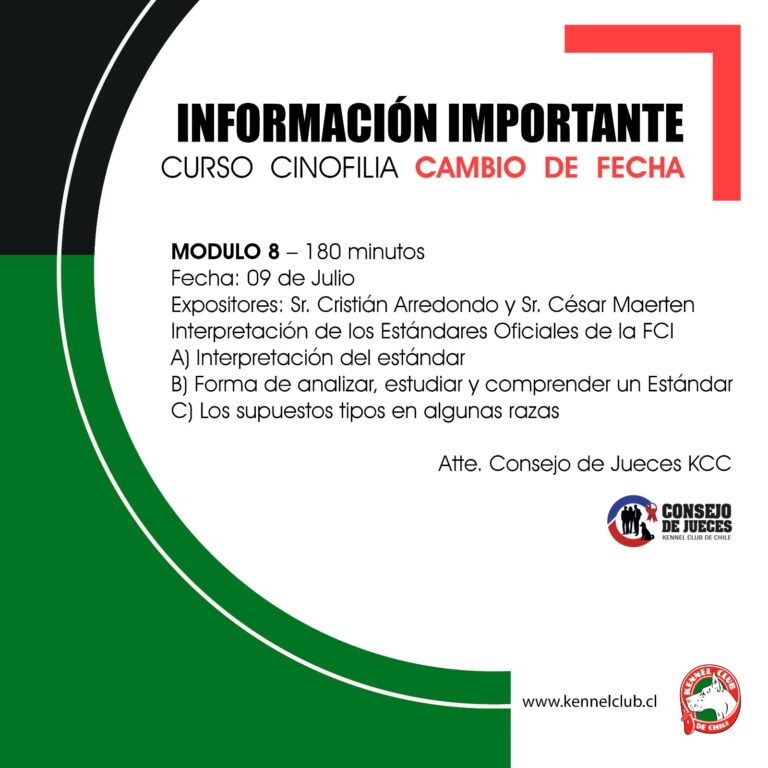 INFORMACIÓN IMPORTANTE
CURSO CINOFILIA CAMBIO DE FECHA
MODULO 8 – 180 minutos
Fecha: 09 de Julio
Expositores: Sr. Cristián Arredondo y Sr. César Maerten
Interpretación de los Estándares Oficiales de la FCI
A) Interpretación del estándar
B) Forma de analizar, estudiar y comprender un Estándar
C) Los supuestos tipos en algunas razas
Atte. Consejo de Jueces KCC
CONSEJO
DE JUECES
KENNEL CLUB DE CHILE
www.kennelclub.cl
KENNEL CLUB
DE CHILE